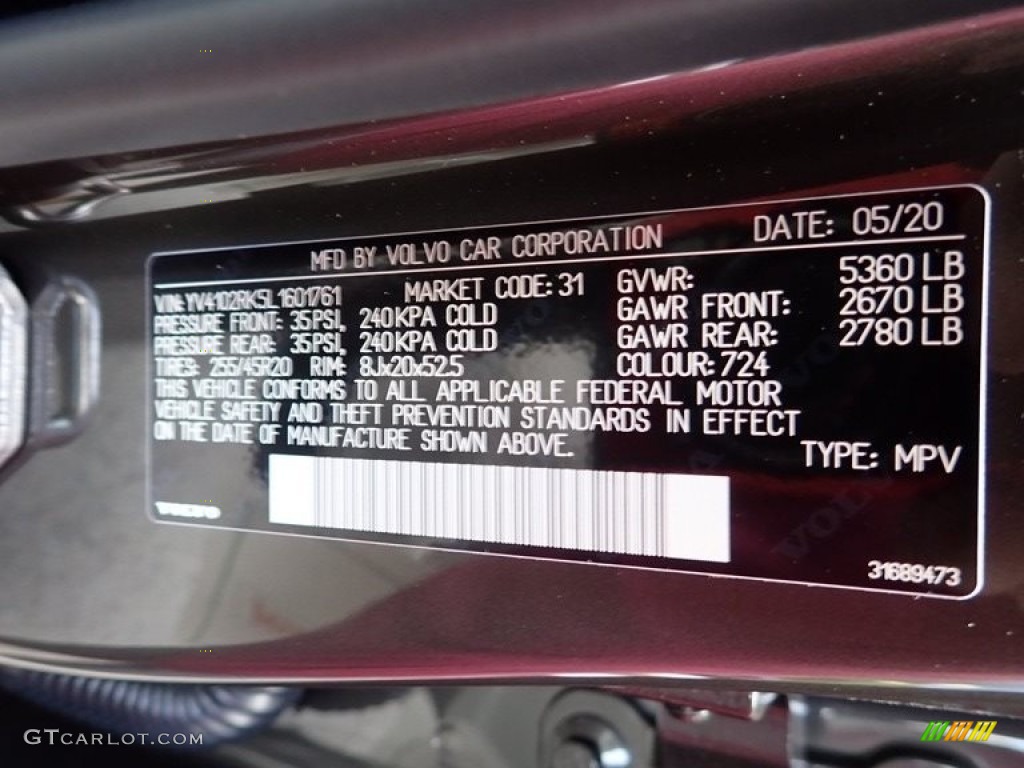 MFD BY VOLVO CAR CORPORATION DATE: 05/20
VIN: YV4102RK5L1601761 MARKET CODE: 31 GVWR: 5360 LB
PRESSURE FRONT: 35PSI, 240KPA COLD GAWR FRONT: 2670 LB
PRESSURE REAR: 35PSI, 240KPA COLD GAWR REAR: 2780 LB
TIRES: 255/45R20 RIM: 8Jx20x52.5 COLOUR: 724
THIS VEHICLE CONFORMS TO ALL APPLICABLE FEDERAL MOTOR
VEHICLE SAFETY AND THEFT PREVENTION STANDARDS IN EFFECT
ON THE DATE OF MANUFACTURE SHOWN ABOVE.
TYPE: MPV
VOLVO
31689473
GTCARLOT.COM